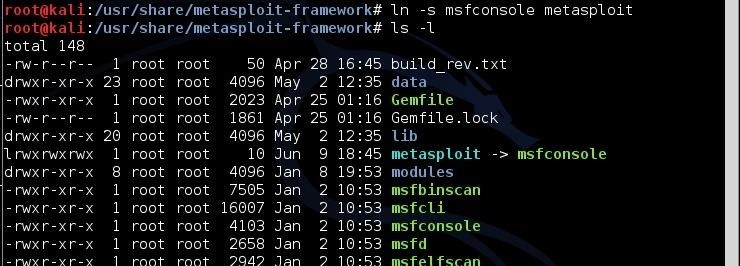 root@kali:/usr/share/metasploit-framework# ln -s msfconsole metasploit
root@kali:/usr/share/metasploit-framework# ls -l
total 148
-rw-r--r-- 1 root root 50 Apr 28 16:45 build_rev.txt
drwxr-xr-x 23 root root 4096 May 2 12:35 data
-rwxr-xr-x 1 root root 2023 Apr 25 01:16 Gemfile
-rw-r--r-- 1 root root 1861 Apr 25 01:16 Gemfile.lock
drwxr-xr-x 20 root root 4096 May 2 12:35 lib
lrwxrwxrwx 1 root root 10 Jun 9 18:45 metasploit -> msfconsole
drwxr-xr-x 8 root root 4096 Jan 8 19:53 modules
-rwxr-xr-x 1 root root 7505 Jan 2 10:53 msfbinscan
-rwxr-xr-x 1 root root 16007 Jan 2 10:53 msfcli
-rwxr-xr-x 1 root root 4103 Jan 2 10:53 msfconsole
-rwxr-xr-x 1 root root 2658 Jan 2 10:53 msfd
-rwxr-xr-x 1 root root 2942 Jan 2 10:53 msfelfscan